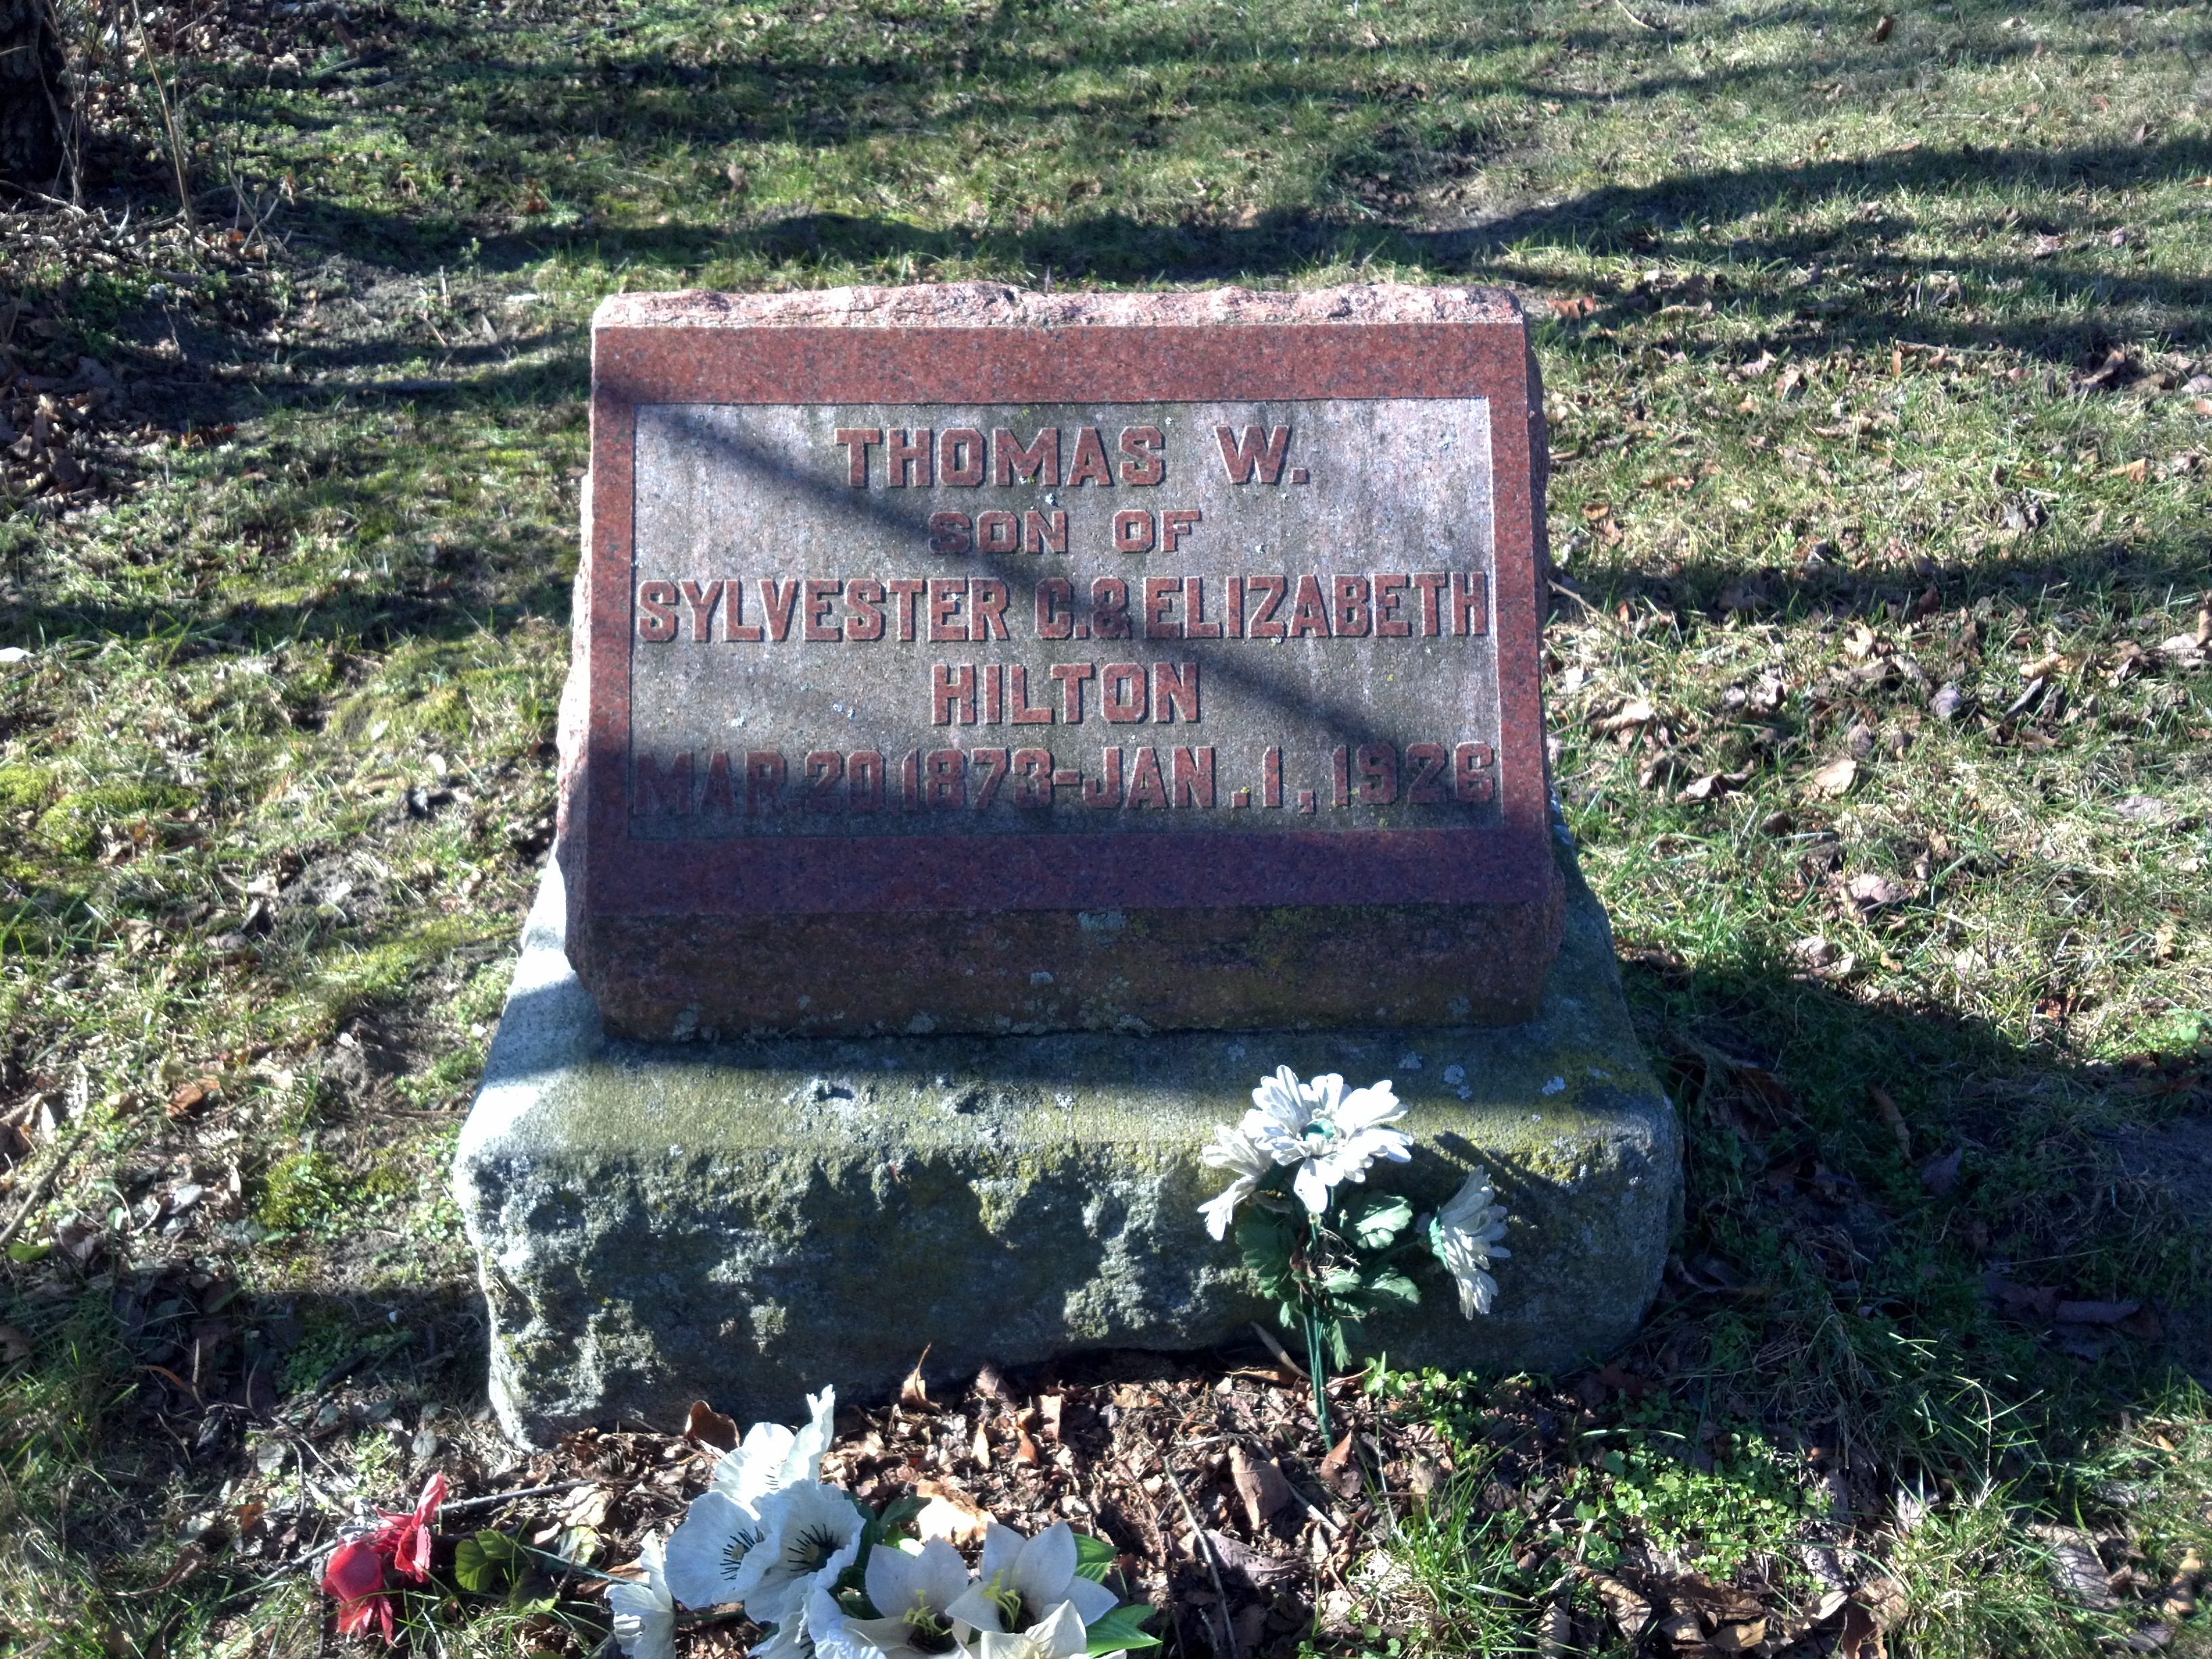 THOMAS W.
SON OF
SYLVESTER C. & ELIZABETH
HILTON
MAR. 20, 1873 - JAN. 1, 1926